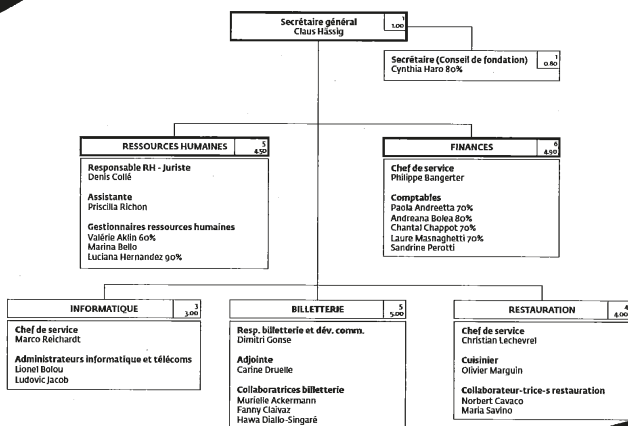 Secrétaire général
Claus Hässig
1
1.00
Secrétaire (Conseil de fondation)
Cynthia Haro 80%
1
0.80
RESSOURCES HUMAINES
5
4.50
Responsable RH - Juriste
Denis Collé
Assistante
Priscilla Richon
Gestionnaires ressources humaines
Valérie Aklin 60%
Marina Bello
Luciana Hernandez 90%
FINANCES
6
4.90
Chef de service
Philippe Bangerter
Comptables
Paola Andreetta 70%
Andreana Bolea 80%
Chantal Chappot 70%
Laure Masnaghetti 70%
Sandrine Perotti
INFORMATIQUE
3
3.00
Chef de service
Marco Reichardt
Administrateurs informatique et télécoms
Lionel Bolou
Ludovic Jacob
BILLETTERIE
5
5.00
Resp. billetterie et dév. comm.
Dimitri Gonse
Adjointe
Carine Druelle
Collaboratrices billetterie
Murielle Ackermann
Fanny Claivaz
Hawa Diallo-Singaré
RESTAURATION
4
4.00
Chef de service
Christian Lechevrel
Cuisinier
Olivier Marguin
Collaborateur-trice-s restauration
Norbert Cavaco
Maria Savino